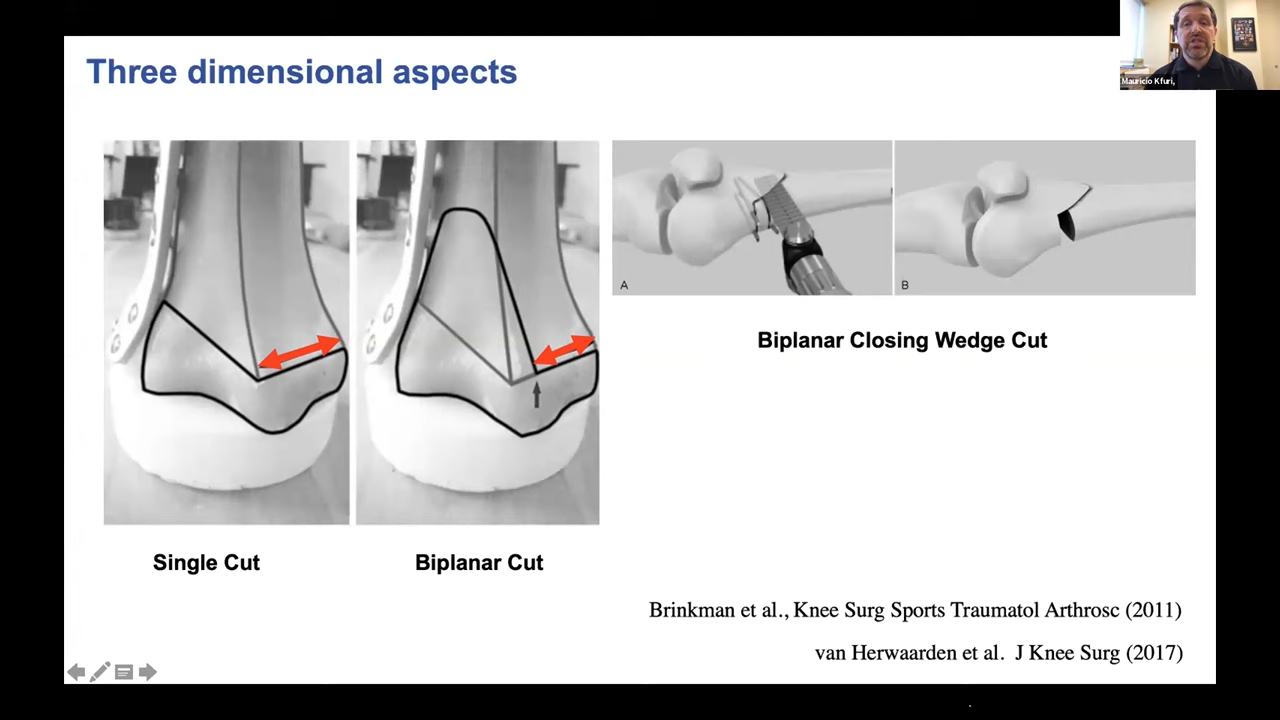 Three dimensional aspects
Mauricio Kfuri,
A
B
Biplanar Closing Wedge Cut
Single Cut
Biplanar Cut
Brinkman et al., Knee Surg Sports Traumatol Arthrosc (2011)
van Herwaarden et al. J Knee Surg (2017)